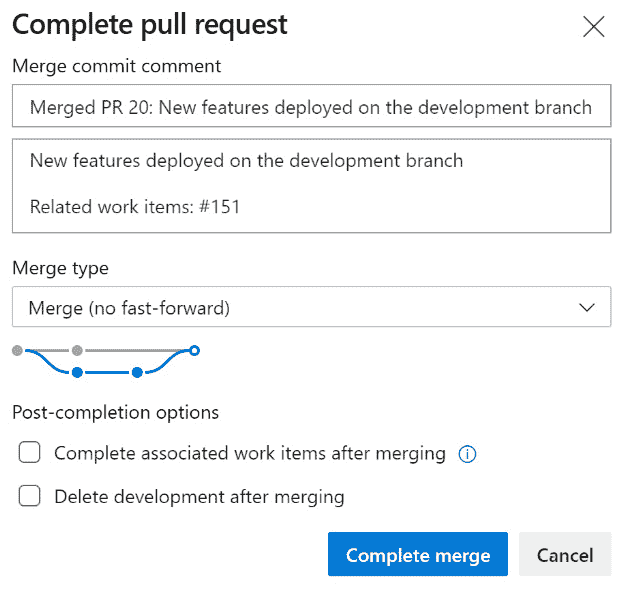 Complete pull request
Merge commit comment
Merged PR 20: New features deployed on the development branch
New features deployed on the development branch
Related work items: #151
Merge type
Merge (no fast-forward)
Post-completion options
Complete associated work items after merging
Delete development after merging
Complete merge
Cancel